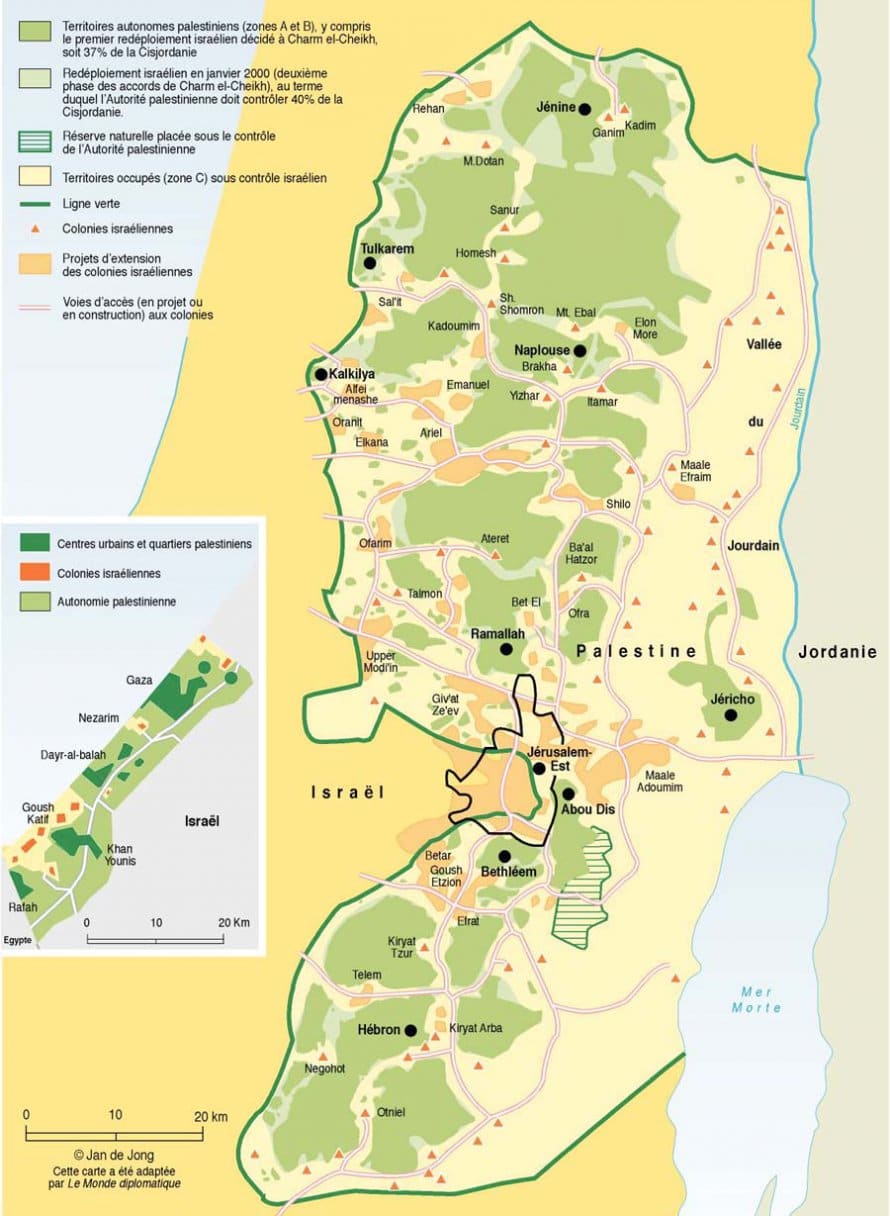 Territoires autonomes palestiniens (zones A et B), y compris
le premier redéploiement israélien décidé à Charm el-Cheikh,
soit 37% de la Cisjordanie
Redéploiement israélien en janvier 2000 (deuxième
phase des accords de Charm el-Cheikh), au terme
duquel l'Autorité palestinienne doit contrôler 40% de la
Cisjordanie.
Réserve naturelle placée sous le contrôle
de l'Autorité palestinienne
Territoires occupés (zone C) sous contrôle israélien
Ligne verte
Colonies israéliennes
Projets d'extension
des colonies israéliennes
Voies d'accès (en projet ou
en construction) aux colonies
Rehan
Jénine
Ganim
Kadim
M.Dotan
Sanur
Tulkarem
Homesh
Sal'it
Sh.
Shomron
Mt. Ebal
Kadoumim
Elon
More
Naplouse
Vallée
Brakha
Kalkilya
Alfei
menashe
Emanuel
Yizhar
Itamar
Jourdain
Oranit
du
Elkana
Ariel
Maale
Efraim
Shilo
Ofarim
Ateret
Ba'al
Hatzor
Jourdain
Talmon
Bet El
Ofra
Ramallah
Palestine
Jordanie
Upper
Modi'in
Giv'at
Ze'ev
Jéricho
Jérusalem-
Est
Israël
Maale
Adoumim
Abou Dis
Betar
Goush
Etzion
Bethléem
Efrat
Kiryat
Tzur
Telem
Mer
Morte
Hébron
Kiryat Arba
Negohot
Otniel
Centres urbains et quartiers palestiniens
Colonies israéliennes
Autonomie palestinienne
Gaza
Nezarim
Dayr-al-balah
Goush
Katif
Israël
Khan
Younis
Rafah
Egypte
0 10 20 Km
0 10 20 km
© Jan de Jong
Cette carte a été adaptée
par Le Monde diplomatique